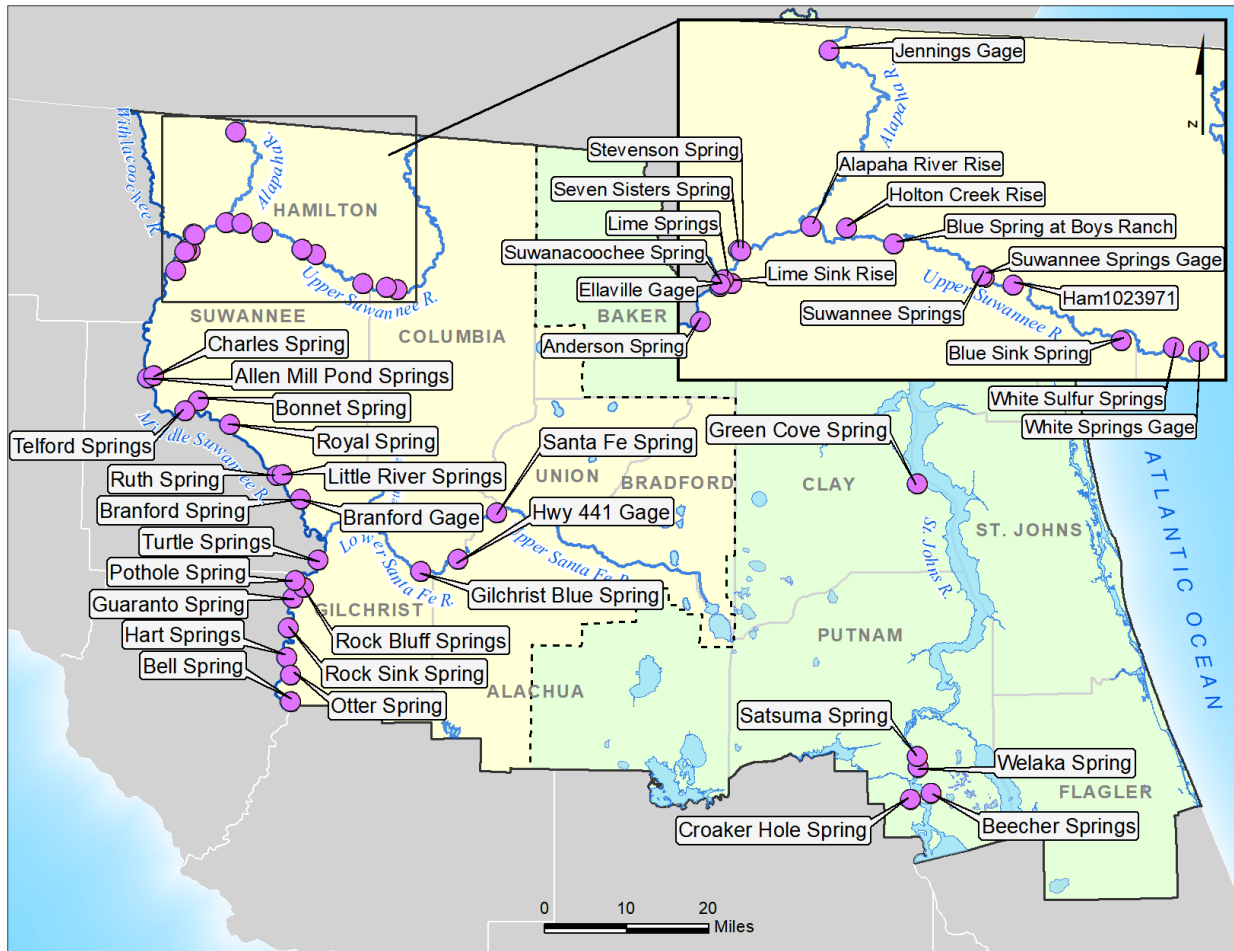 Jennings Gage
Alapaha R.
N
Stevenson Spring
Alapaha River Rise
Seven Sisters Spring
Holton Creek Rise
Lime Springs
Blue Spring at Boys Ranch
Suwanacoochee Spring
Suwannee Springs Gage
Lime Sink Rise
Ellaville Gage
Upper Suwannee R.
Ham1023971
Suwannee Springs
Anderson Spring
Blue Sink Spring
White Sulfur Springs
White Springs Gage
Withlacoochee R.
Alapaha R.
HAMILTON
Upper Suwannee R.
SUWANNEE
COLUMBIA
BAKER
Charles Spring
Allen Mill Pond Springs
Bonnet Spring
Telford Springs
Middle Suwannee R.
Royal Spring
Santa Fe Spring
Green Cove Spring
Ruth Spring
Little River Springs
UNION
BRADFORD
CLAY
ATLANTIC OCEAN
Branford Spring
Branford Gage
Hwy 441 Gage
ST. JOHNS
St. Johns R.
Turtle Springs
Lower Santa Fe R.
Upper Santa Fe R.
Pothole Spring
Gilchrist Blue Spring
Guaranto Spring
GILCHRIST
Rock Bluff Springs
PUTNAM
Hart Springs
Rock Sink Spring
Bell Spring
ALACHUA
Otter Spring
Satsuma Spring
Welaka Spring
FLAGLER
Croaker Hole Spring
Beecher Springs
0 10 20
Miles